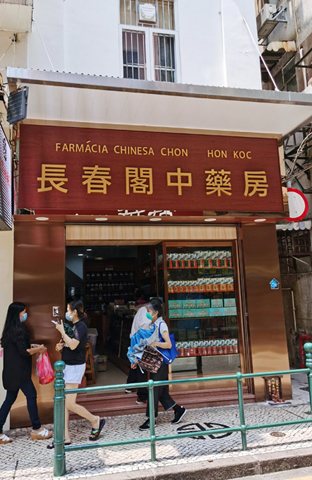 FARMÁCIA CHINESA CHON HON KOC
長春閣中藥房